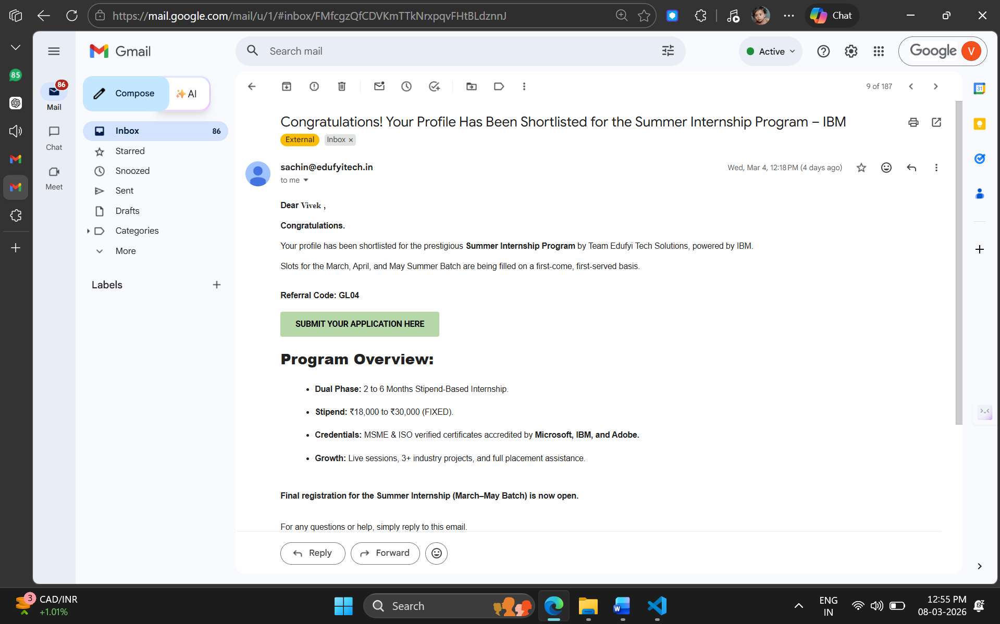 https://mail.google.com/mail/u/1/#inbox/FMfcgzQfCDVKmTTkNrxpqvFHtBLdznnJ
Chat
85
86
Mail
Chat
Meet
Gmail
Search mail
Active
Google
V
Compose
AI
Inbox 86
Starred
Snoozed
Sent
Drafts
Categories
More
Labels
9 of 187
31
Congratulations! Your Profile Has Been Shortlisted for the Summer Internship Program – IBM
External
Inbox ×
sachin@edufyitech.in
to me
Wed, Mar 4, 12:18 PM (4 days ago)
Dear Vivek ,
Congratulations.
Your profile has been shortlisted for the prestigious Summer Internship Program by Team Edufyi Tech Solutions, powered by IBM.
Slots for the March, April, and May Summer Batch are being filled on a first-come, first-served basis.
Referral Code: GL04
SUBMIT YOUR APPLICATION HERE
Program Overview:
• Dual Phase: 2 to 6 Months Stipend-Based Internship.
• Stipend: ₹18,000 to ₹30,000 (FIXED).
• Credentials: MSME & ISO verified certificates accredited by Microsoft, IBM, and Adobe.
• Growth: Live sessions, 3+ industry projects, and full placement assistance.
Final registration for the Summer Internship (March–May Batch) is now open.
For any questions or help, simply reply to this email.
Reply
Forward
3
CAD/INR
+1.01%
Search
W
ENG
IN
12:55 PM
08-03-2026